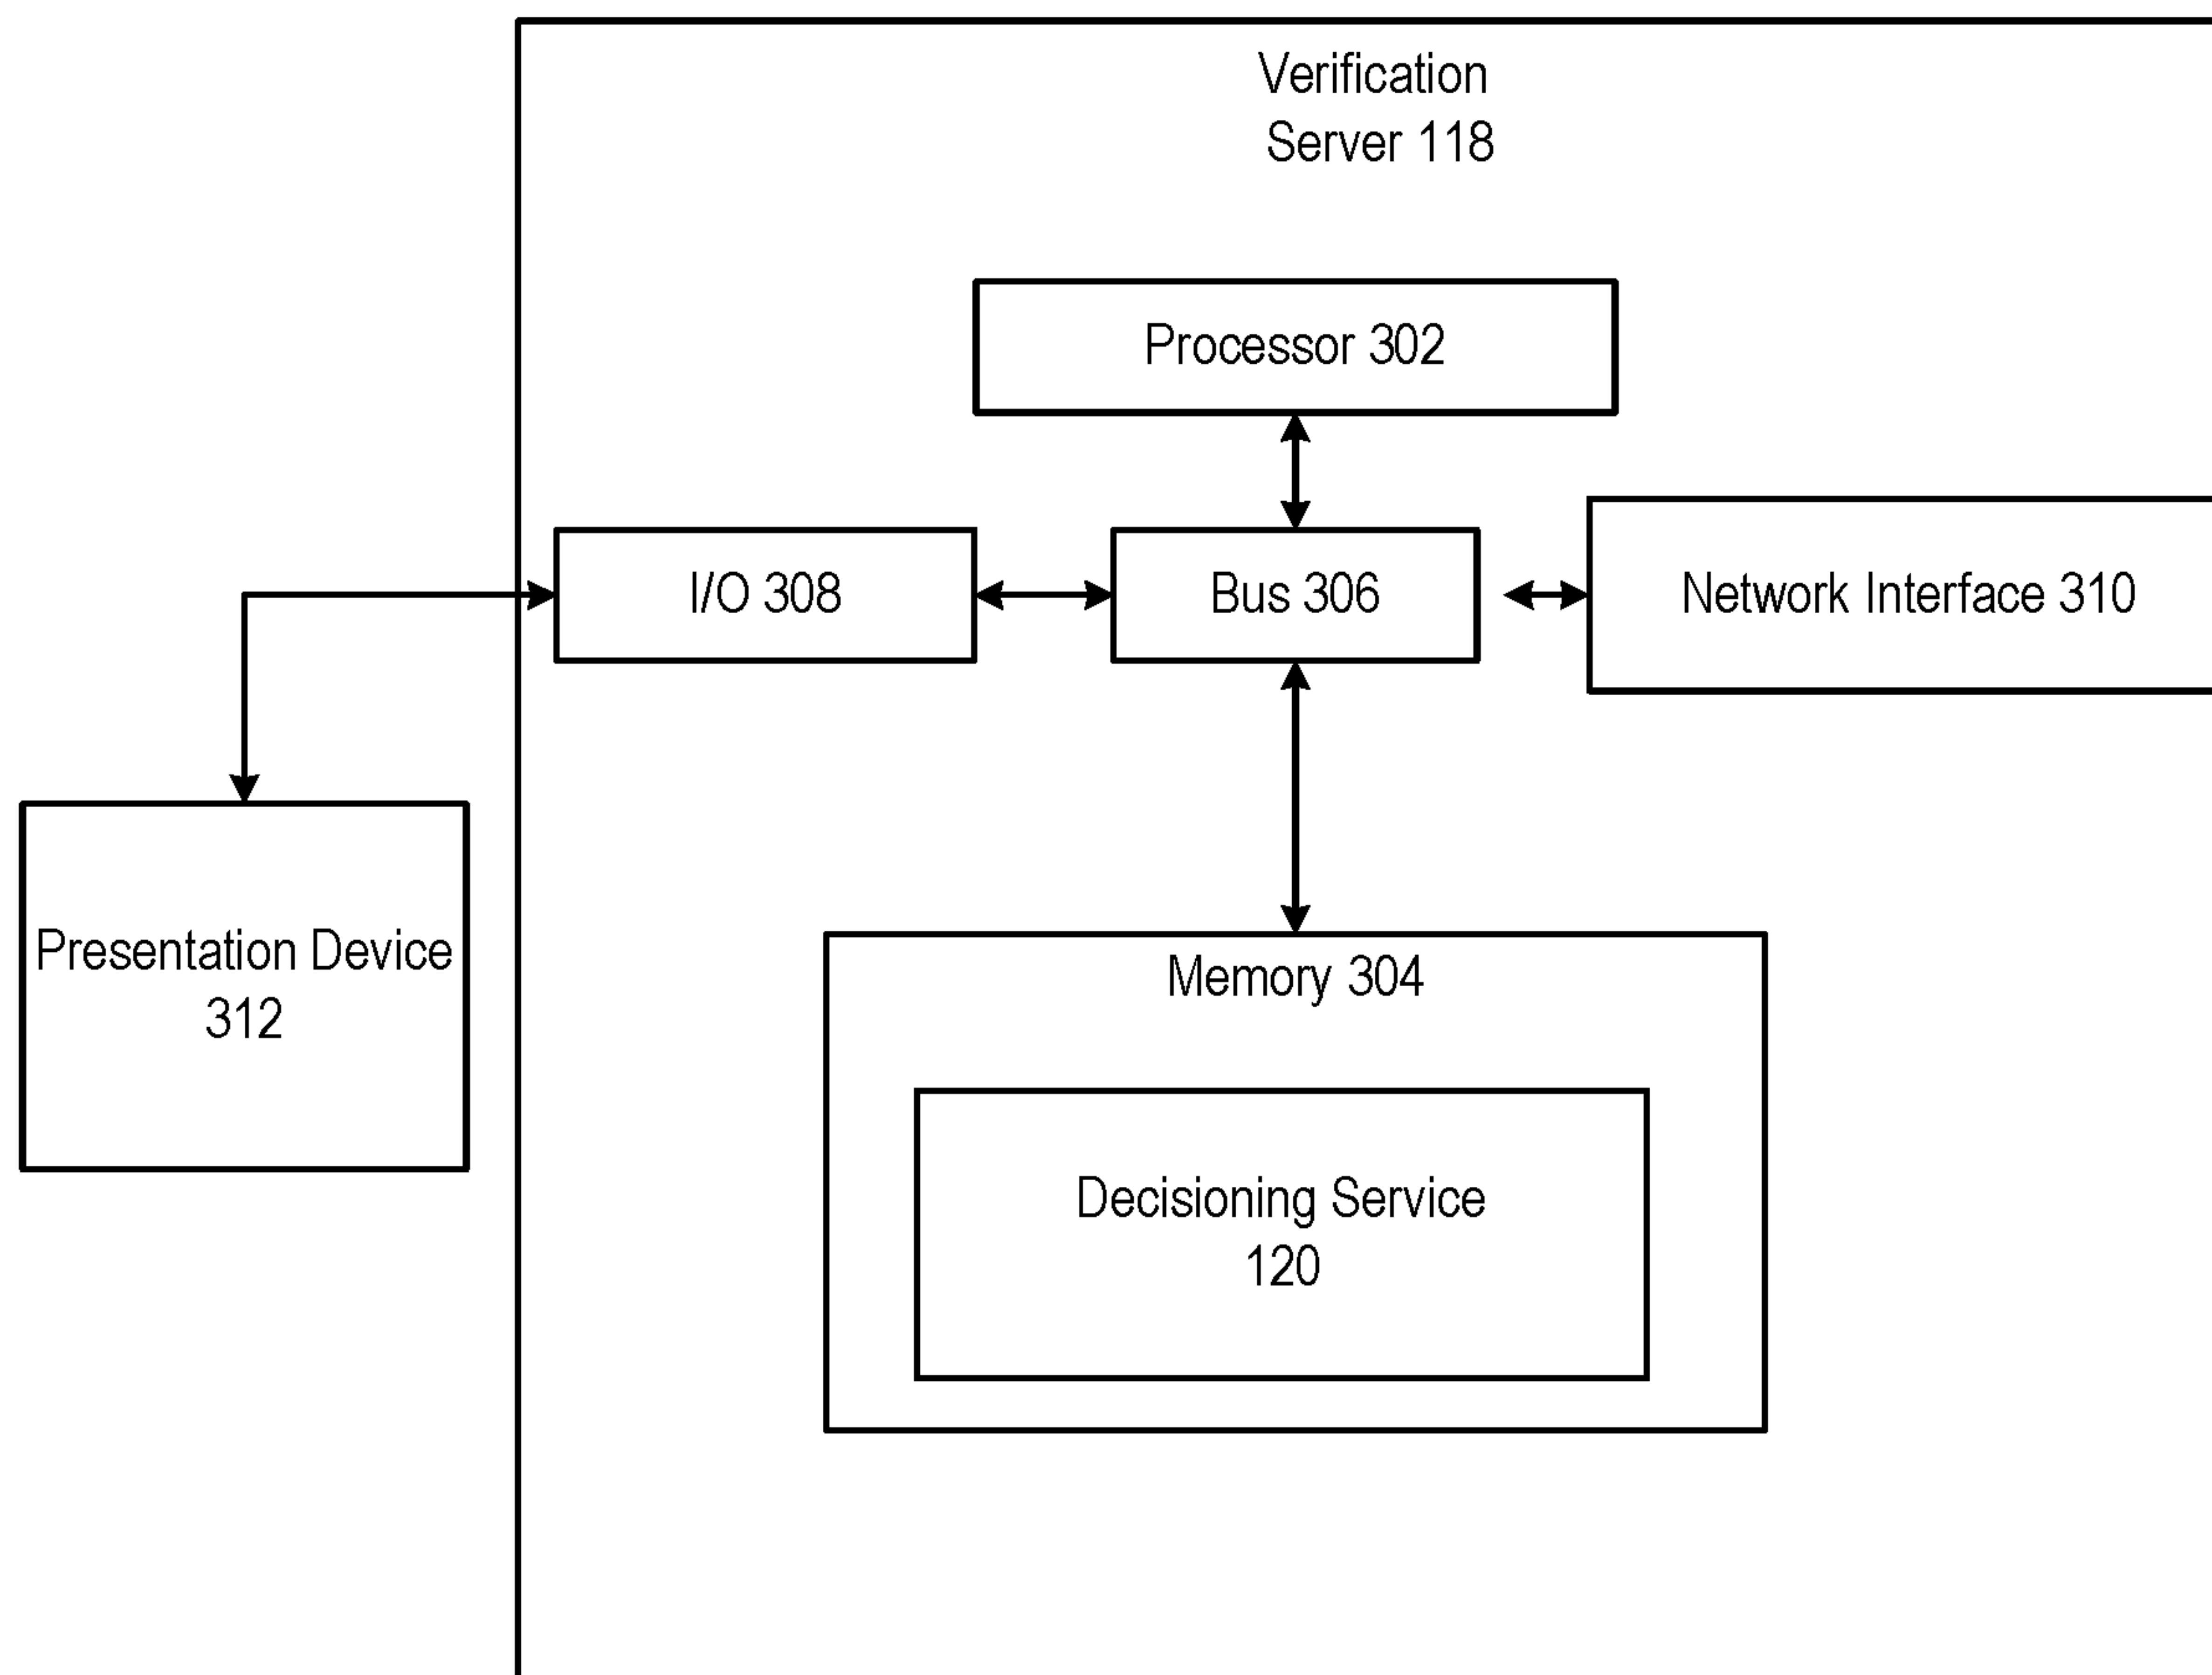 Verification
Server 118
Processor 302
I/O 308
Bus 306
Network Interface 310
Presentation Device
312
Memory 304
Decisioning Service
120